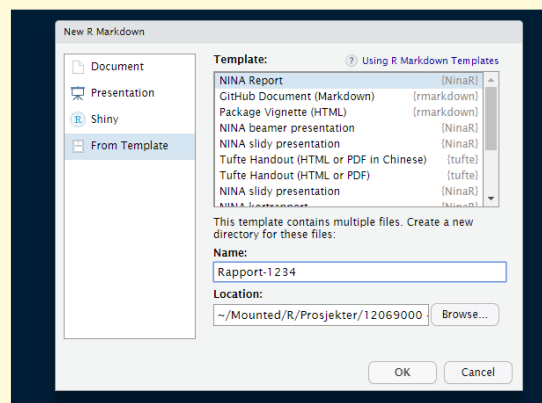 New R Markdown
Document
Presentation
Shiny
From Template
Template:
? Using R Markdown Templates
NINA Report {NinaR}
GitHub Document (Markdown) {rmarkdown}
Package Vignette (HTML) {rmarkdown}
NINA beamer presentation {NinaR}
NINA slidy presentation {NinaR}
Tufte Handout (HTML or PDF in Chinese) {tufte}
Tufte Handout (HTML or PDF) {tufte}
NINA slidy presentation {NinaR}
NINA kortrapport {NinaR}
This template contains multiple files. Create a new
directory for these files:
Name:
Rapport-1234
Location:
~/Mounted/R/Prosjekter/12069000 -
Browse...
OK
Cancel